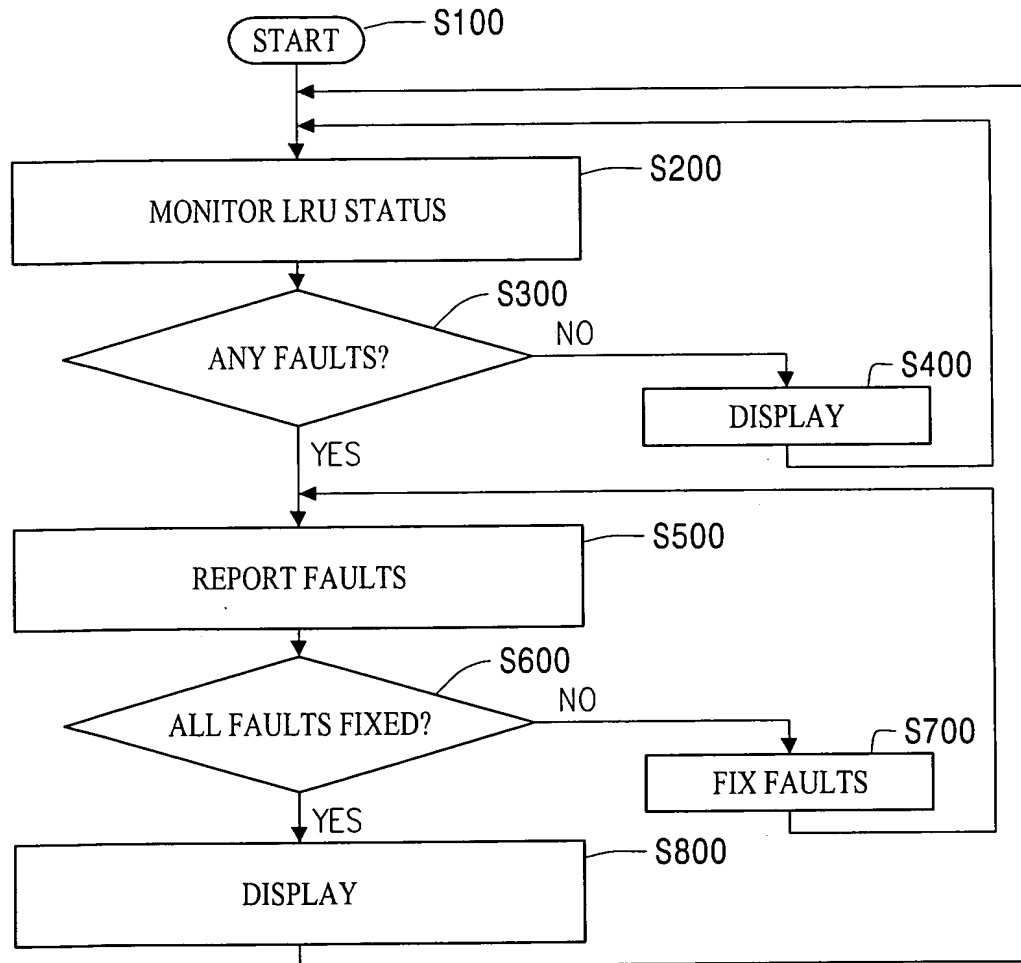 START
S100
S200
MONITOR LRU STATUS
S300
ANY FAULTS?
NO
S400
DISPLAY
YES
S500
REPORT FAULTS
S600
ALL FAULTS FIXED?
NO
S700
FIX FAULTS
YES
S800
DISPLAY